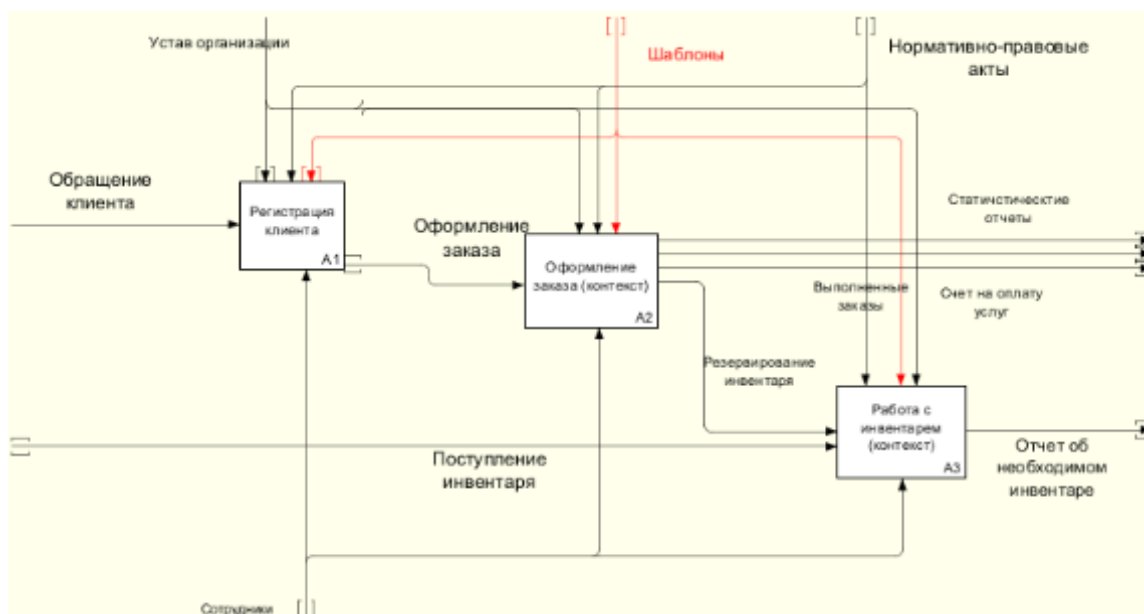 Устав организации
Шаблоны
Нормативно-правовые
акты
Обращение
клиента
Регистрация
клиента
A1
Оформление
заказа
Оформление
заказа (контекст)
A2
Статичстическтие
отчеты
Выполненные
заказы
Счет на оплату
услуг
Резервирование
инвентаря
Работа с
инвентарем
(контекст)
A3
Поступление
инвентаря
Отчет об
необходимом
инвентаре
Сотрудники